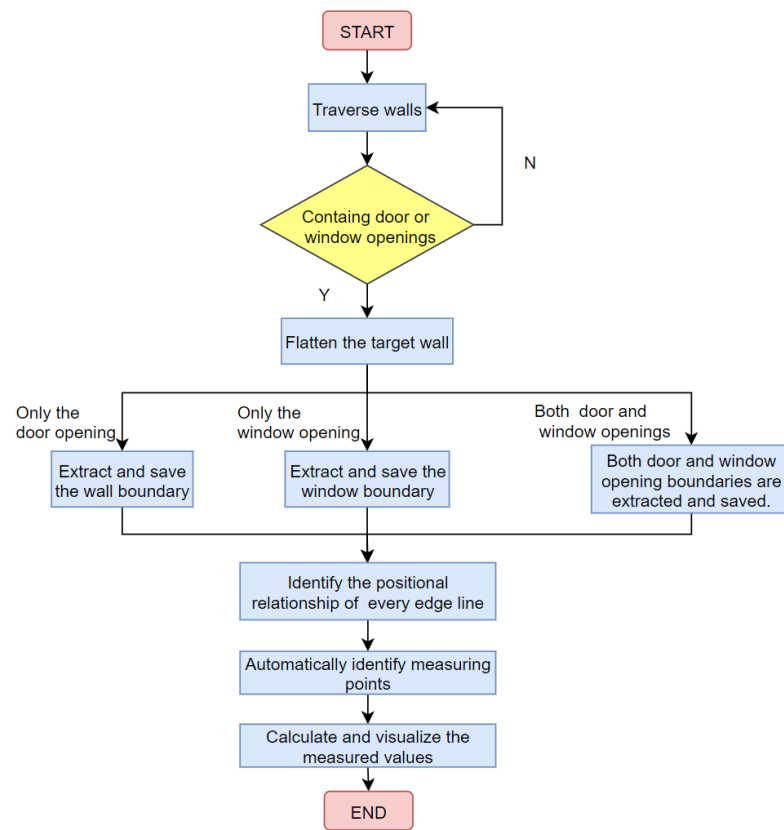 START
Traverse walls
N
Containg door or
window openings
Y
Flatten the target wall
Only the
door opening
Only the
window opening
Both door and
window openings
Extract and save
the wall boundary
Extract and save the
window boundary
Both door and window
opening boundaries are
extracted and saved.
Identify the positional
relationship of every edge line
Automatically identify measuring
points
Calculate and visualize the
measured values
END